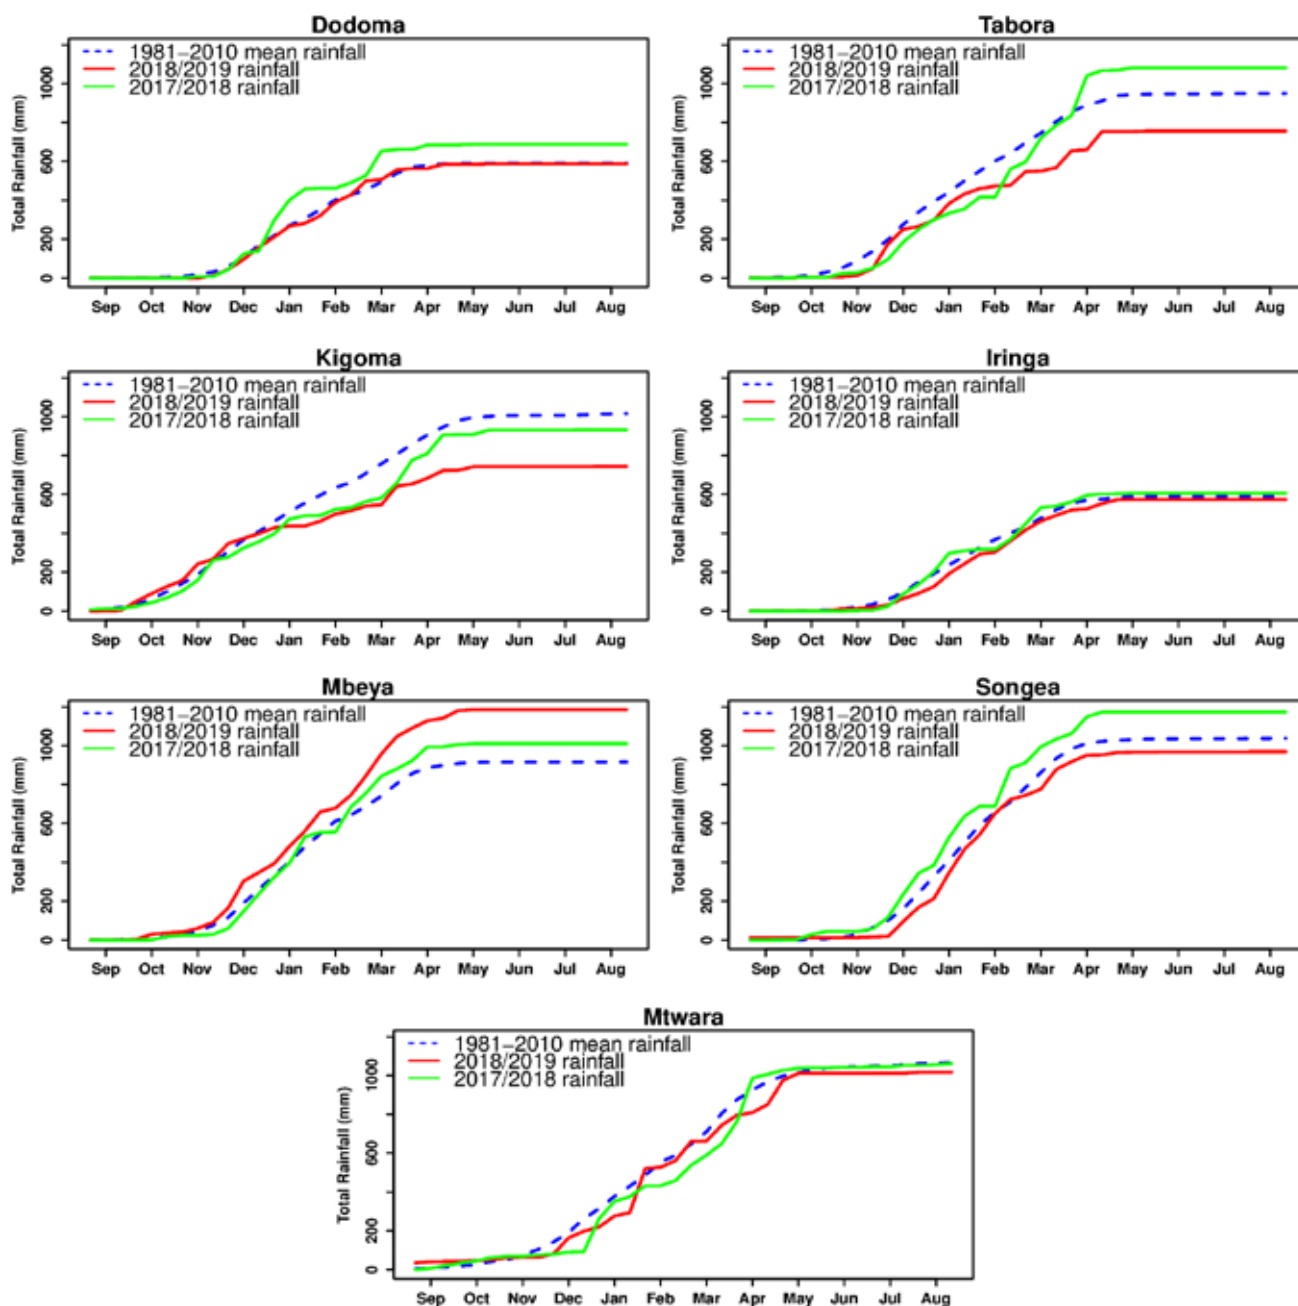 Dodoma
1981–2010 mean rainfall
2018/2019 rainfall
2017/2018 rainfall
Total Rainfall (mm)
0 200 600 1000
Sep Oct Nov Dec Jan Feb Mar Apr May Jun Jul Aug
Tabora
1981–2010 mean rainfall
2018/2019 rainfall
2017/2018 rainfall
Total Rainfall (mm)
0 200 600 1000
Sep Oct Nov Dec Jan Feb Mar Apr May Jun Jul Aug
Kigoma
1981–2010 mean rainfall
2018/2019 rainfall
2017/2018 rainfall
Total Rainfall (mm)
0 200 600 1000
Sep Oct Nov Dec Jan Feb Mar Apr May Jun Jul Aug
Iringa
1981–2010 mean rainfall
2018/2019 rainfall
2017/2018 rainfall
Total Rainfall (mm)
0 200 600 1000
Sep Oct Nov Dec Jan Feb Mar Apr May Jun Jul Aug
Mbeya
1981–2010 mean rainfall
2018/2019 rainfall
2017/2018 rainfall
Total Rainfall (mm)
0 200 600 1000
Sep Oct Nov Dec Jan Feb Mar Apr May Jun Jul Aug
Songea
1981–2010 mean rainfall
2018/2019 rainfall
2017/2018 rainfall
Total Rainfall (mm)
0 200 600 1000
Sep Oct Nov Dec Jan Feb Mar Apr May Jun Jul Aug
Mtwara
1981–2010 mean rainfall
2018/2019 rainfall
2017/2018 rainfall
Total Rainfall (mm)
0 200 600 1000
Sep Oct Nov Dec Jan Feb Mar Apr May Jun Jul Aug